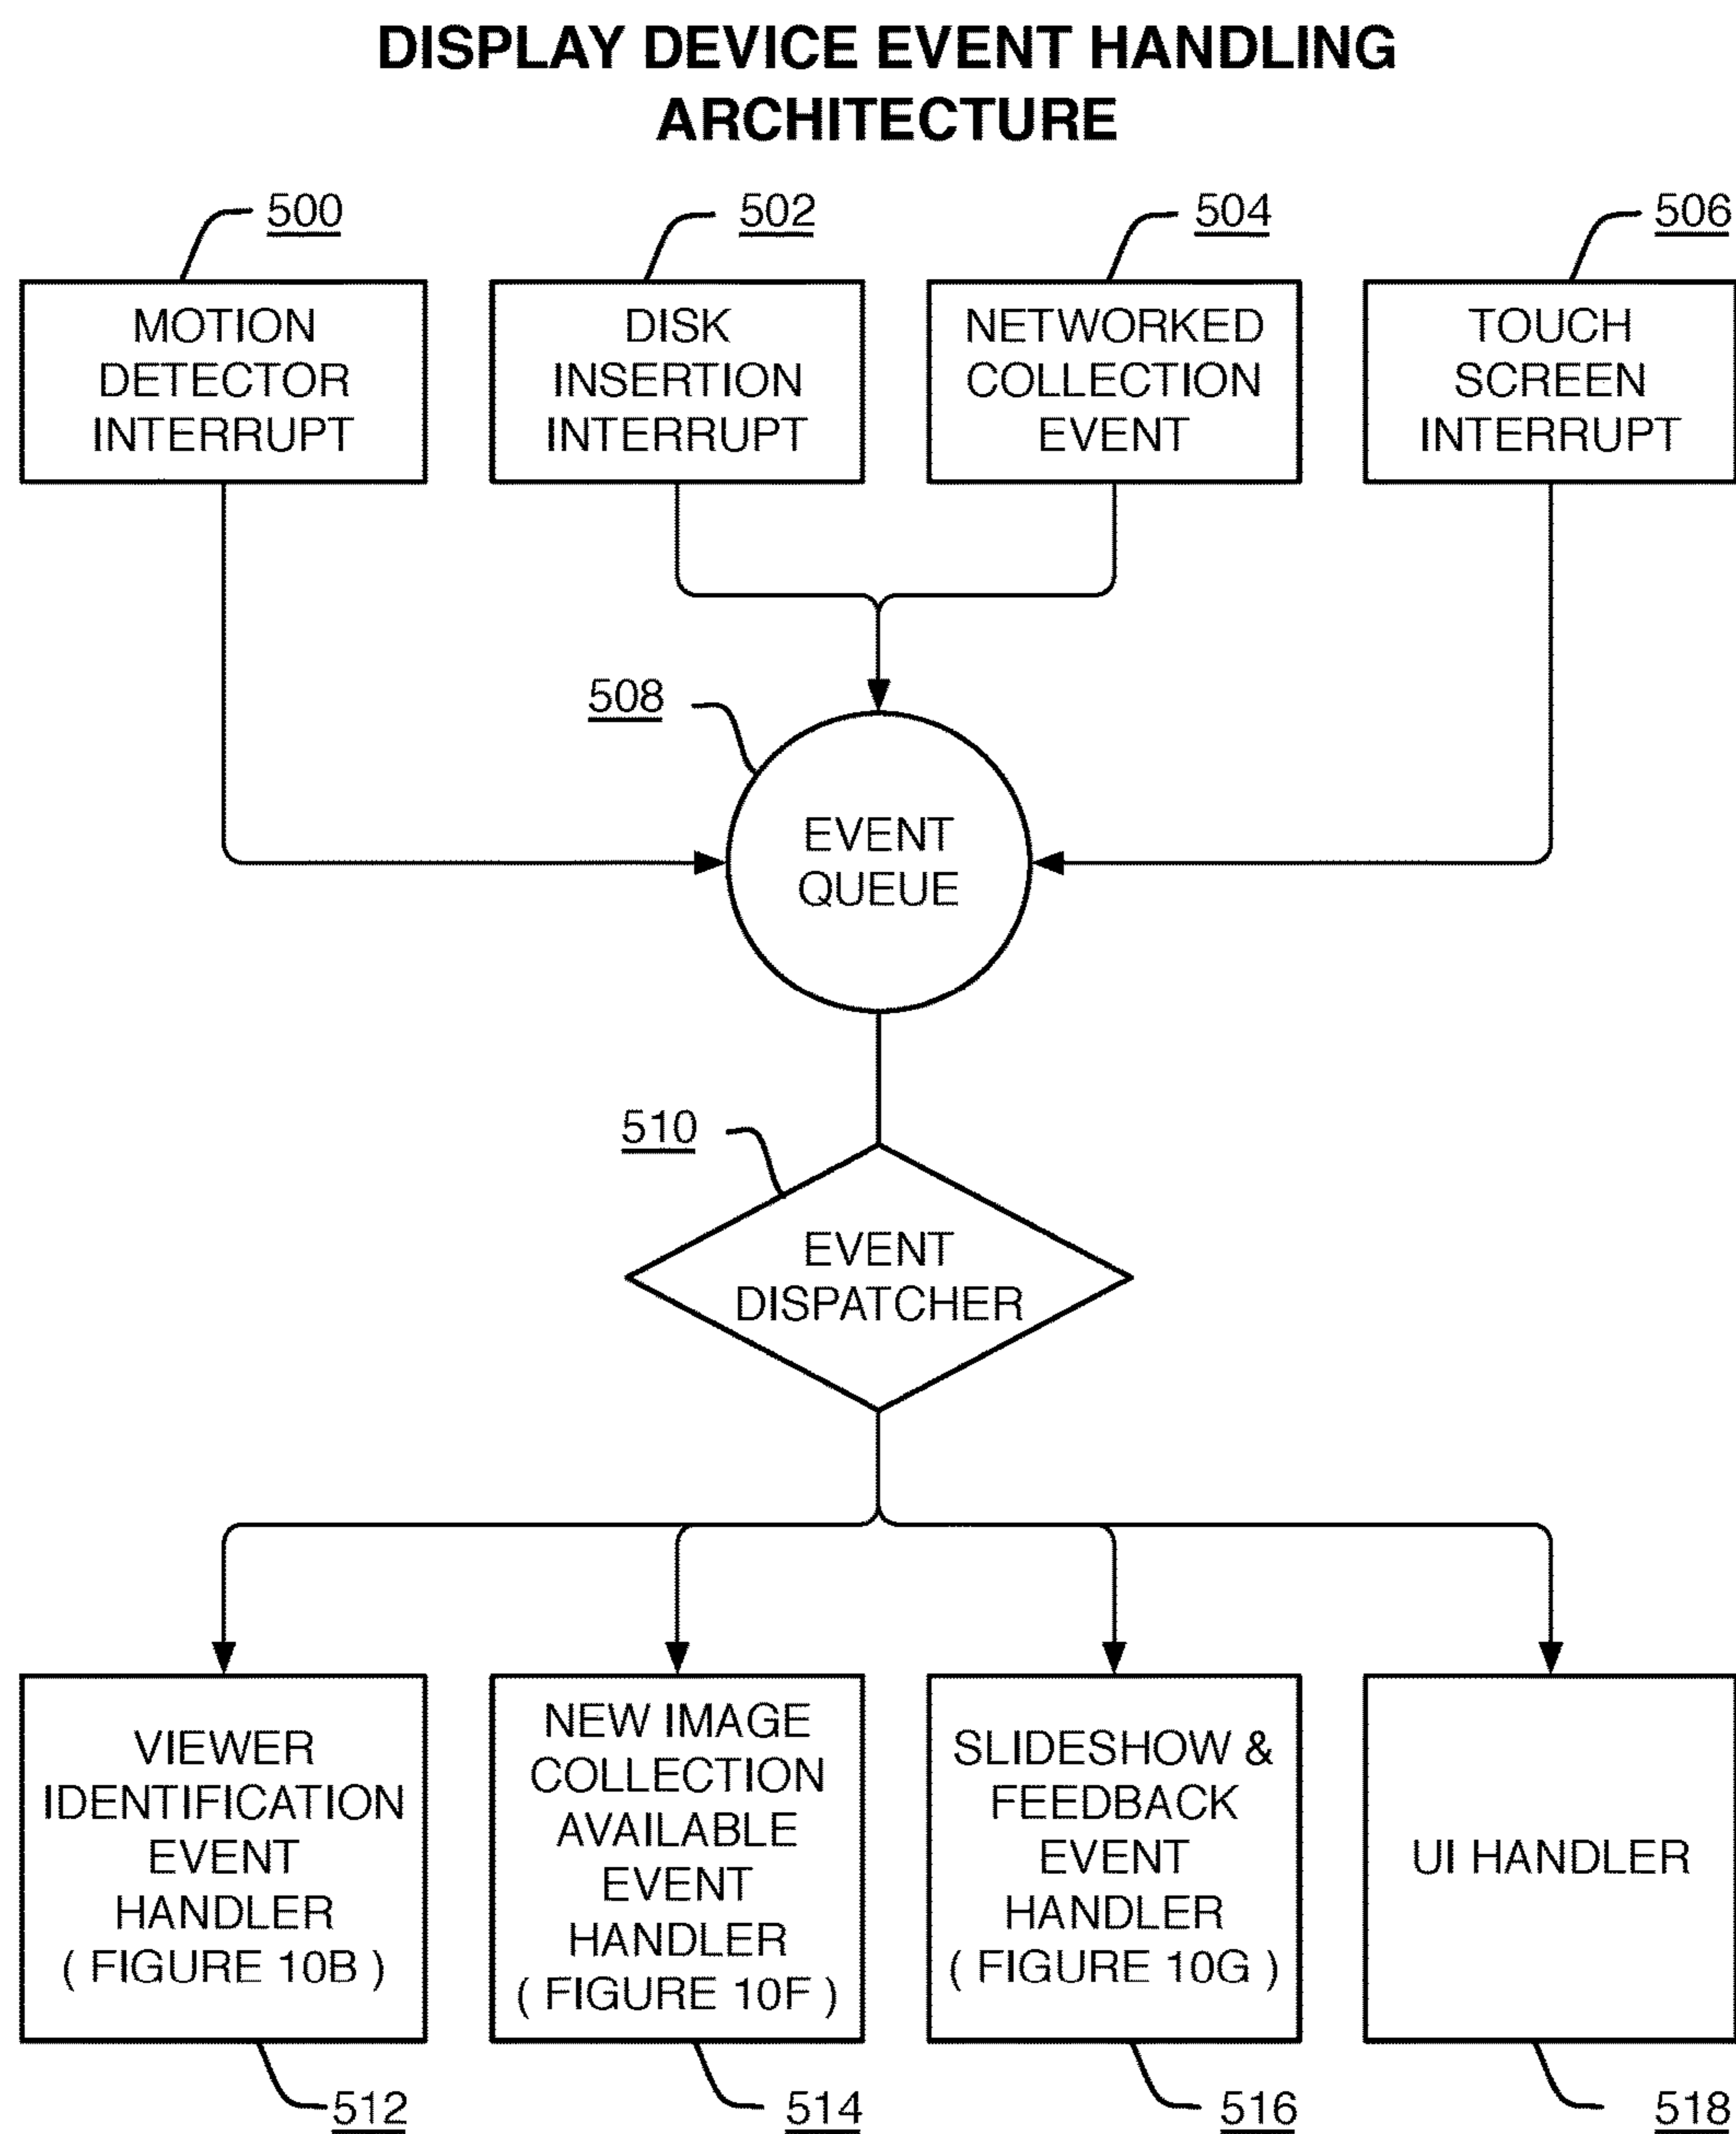 DISPLAY DEVICE EVENT HANDLING
ARCHITECTURE
500
MOTION
DETECTOR
INTERRUPT
502
DISK
INSERTION
INTERRUPT
504
NETWORKED
COLLECTION
EVENT
506
TOUCH
SCREEN
INTERRUPT
508
EVENT
QUEUE
510
EVENT
DISPATCHER
VIEWER
IDENTIFICATION
EVENT
HANDLER
( FIGURE 10B )
512
NEW IMAGE
COLLECTION
AVAILABLE
EVENT
HANDLER
( FIGURE 10F )
514
SLIDESHOW &
FEEDBACK
EVENT
HANDLER
( FIGURE 10G )
516
UI HANDLER
518